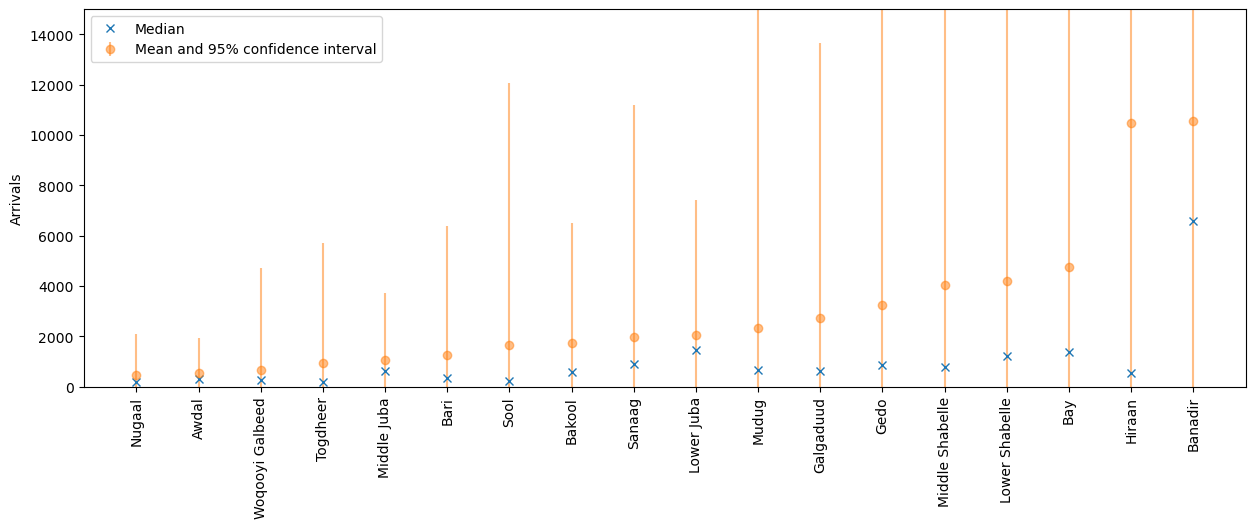 Median
Mean and 95% confidence interval
14000
12000
10000
8000
6000
4000
2000
0
Arrivals
Nugaal
Awdal
Woqooyi Galbeed
Togdheer
Middle Juba
Bari
Sool
Bakool
Sanaag
Lower Juba
Mudug
Galgaduud
Gedo
Middle Shabelle
Lower Shabelle
Bay
Hiraan
Banadir